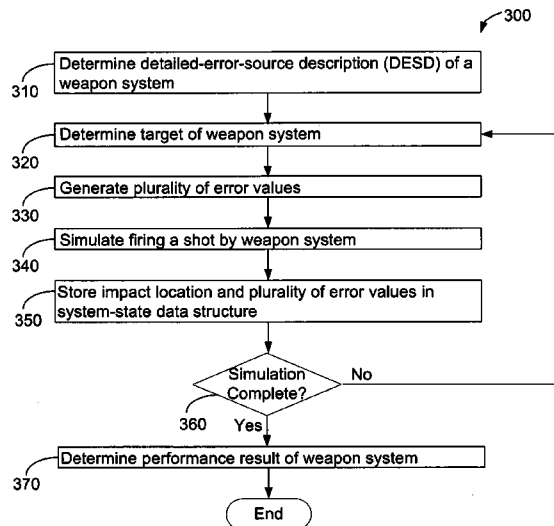 300
Determine detailed-error-source description (DESD) of a
weapon system
310
Determine target of weapon system
320
Generate plurality of error values
330
Simulate firing a shot by weapon system
340
Store impact location and plurality of error values in
system-state data structure
350
Simulation
Complete?
No
360
Yes
Determine performance result of weapon system
370
End